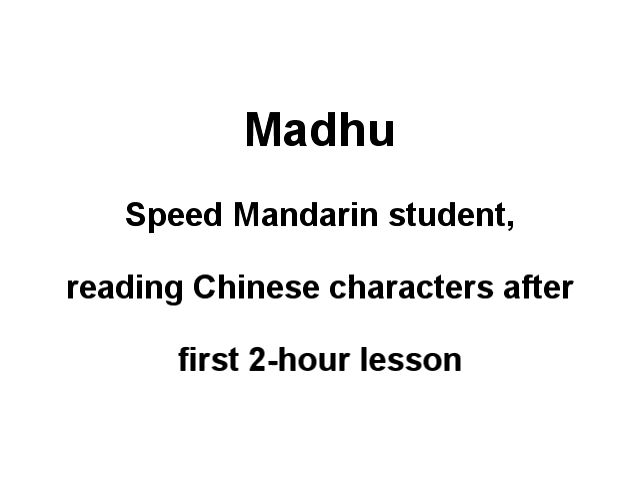 Madhu
Speed Mandarin student,
reading Chinese characters after
first 2-hour lesson